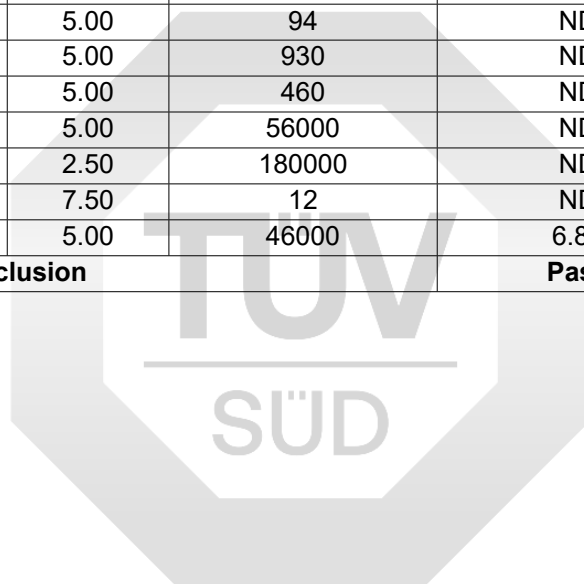 5.00 94 ND
5.00 930 ND
5.00 460 ND
5.00 56000 ND
2.50 180000 ND
7.50 12 ND
5.00 46000 6.8
clusion Pas
TÜV
SÜD